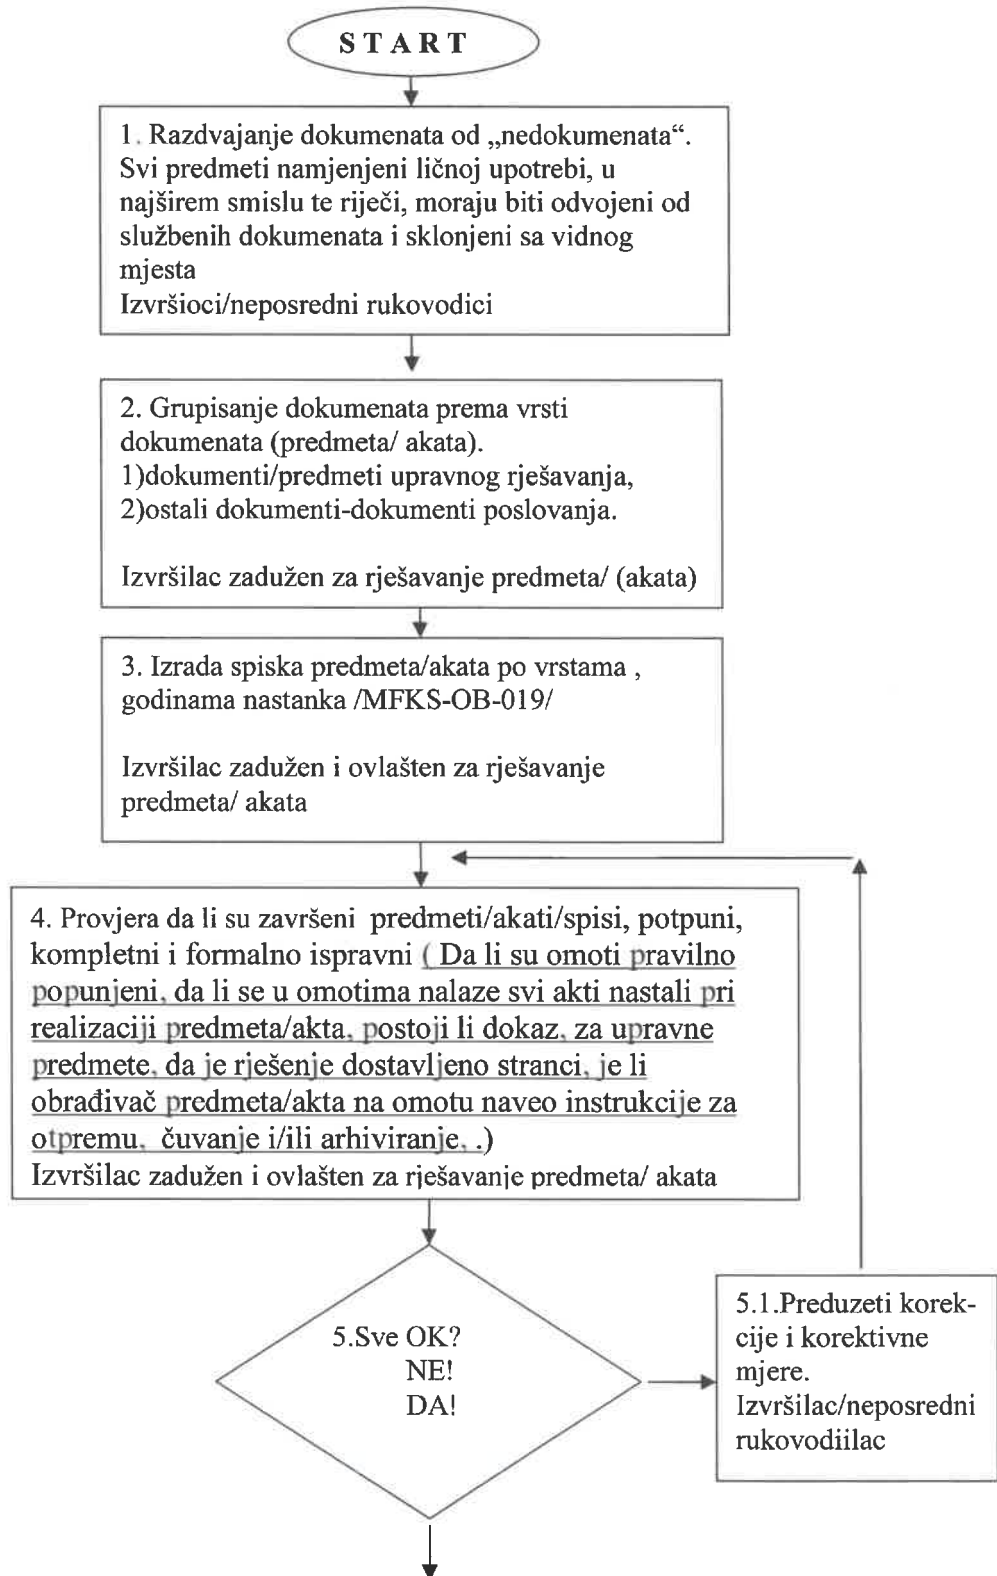 S T A R T
1. Razdvajanje dokumenata od „nedokumenata“.
Svi predmeti namjenjeni ličnoj upotrebi, u
najširem smislu te riječi, moraju biti odvojeni od
službenih dokumenata i sklonjeni sa vidnog
mjesta
Izvršioci/neposredni rukovodici
2. Grupisanje dokumenata prema vrsti
dokumenata (predmeta/ akata).
1)dokumenti/predmeti upravnog rješavanja,
2)ostali dokumenti-dokumenti poslovanja.
Izvršilac zadužen za rješavanje predmeta/ (akata)
3. Izrada spiska predmeta/akata po vrstama ,
godinama nastanka /MFKS-OB-019/
Izvršilac zadužen i ovlašten za rješavanje
predmeta/ akata
4. Provjera da li su završeni predmeti/akati/spisi, potpuni,
kompletni i formalno ispravni ( Da li su omoti pravilno
popunjeni, da li se u omotima nalaze svi akti nastali pri
realizaciji predmeta/akta, postoji li dokaz, za upravne
predmete, da je rješenje dostavljeno stranci, je li
obrađivač predmeta/akta na omotu naveo instrukcije za
otpremu, čuvanje i/ili arhiviranje, .)
Izvršilac zadužen i ovlašten za rješavanje predmeta/ akata
5.Sve OK?
NE!
DA!
5.1.Preduzeti korek-
cije i korektivne
mjere.
Izvršilac/neposredni
rukovodiilac